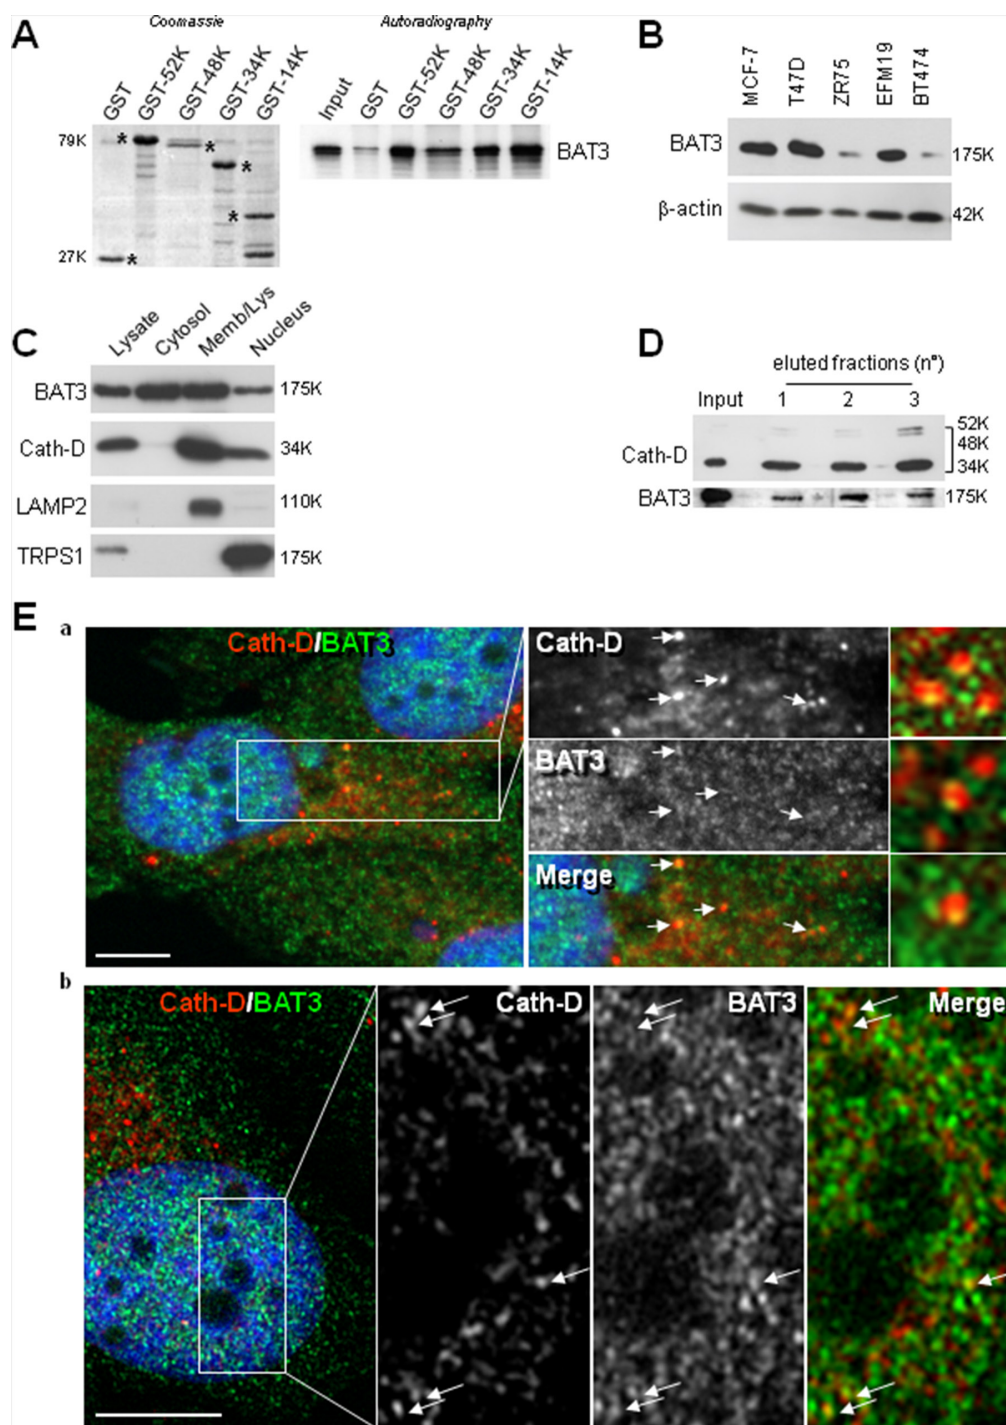 A
Coomassie
GST
GST-52K
GST-48K
GST-34K
GST-14K
79K
*
*
*
*
27K
*
Autoradiography
Input
GST
GST-52K
GST-48K
GST-34K
GST-14K
BAT3
B
MCF-7
T47D
ZR75
EFM19
BT474
BAT3
175K
β-actin
42K
C
Lysate
Cytosol
Memb/Lys
Nucleus
BAT3
175K
Cath-D
34K
LAMP2
110K
TRPS1
175K
D
eluted fractions (n°)
Input 1 2 3
Cath-D
52K
48K
34K
BAT3
175K
E
a
Cath-D/BAT3
Cath-D
BAT3
Merge
b
Cath-D/BAT3
Cath-D
BAT3
Merge